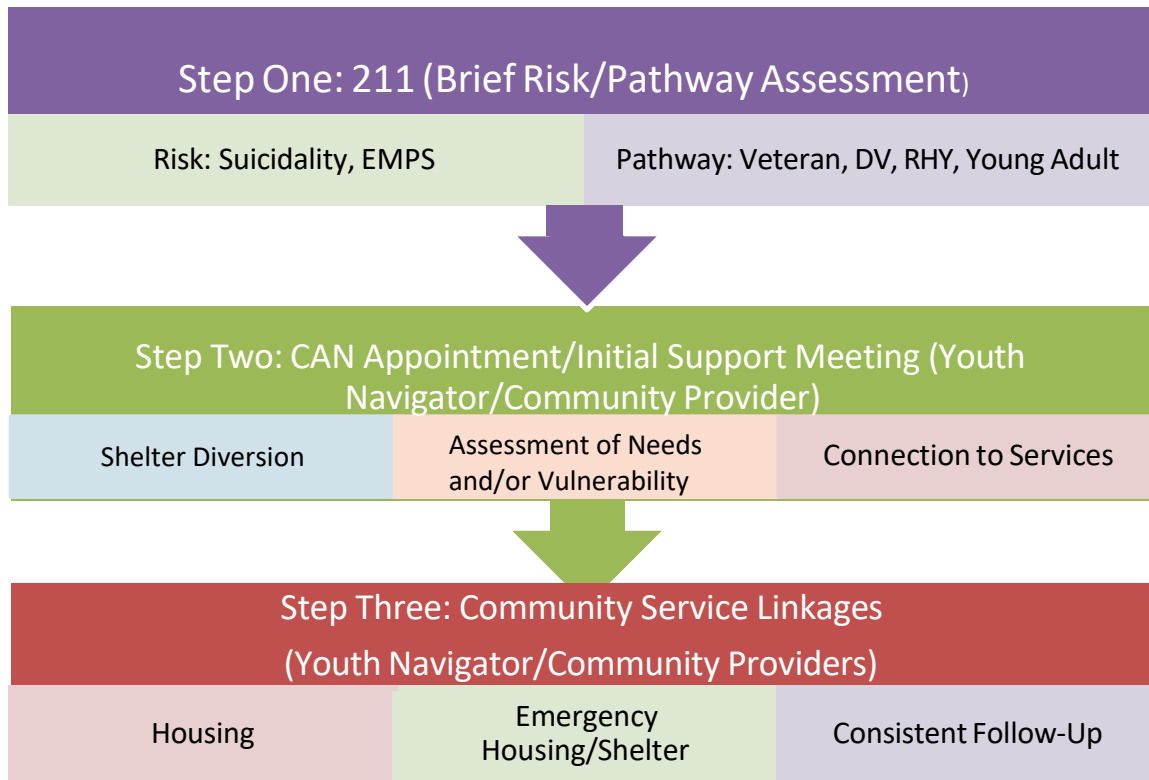 Step One: 211 (Brief Risk/Pathway Assessment)
Risk: Suicidality, EMPS
Pathway: Veteran, DV, RHY, Young Adult
Step Two: CAN Appointment/Initial Support Meeting (Youth
Navigator/Community Provider)
Shelter Diversion
Assessment of Needs
and/or Vulnerability
Connection to Services
Step Three: Community Service Linkages
(Youth Navigator/Community Providers)
Housing
Emergency
Housing/Shelter
Consistent Follow-Up